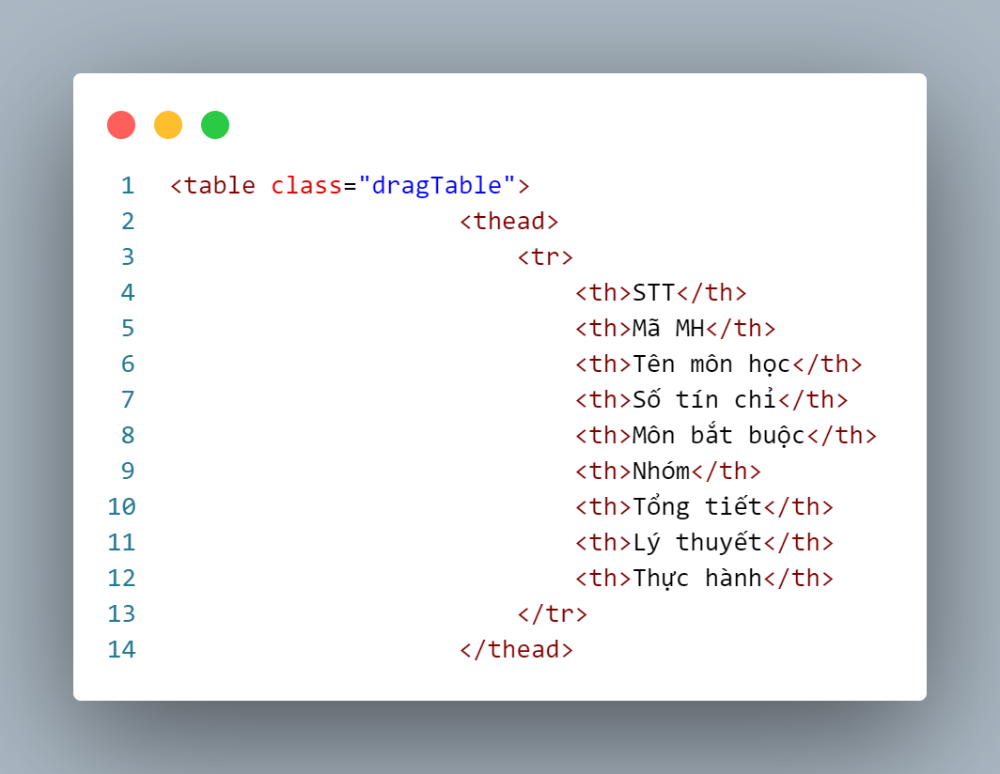 1 <table class="dragTable">
2 <thead>
3 <tr>
4 <th>STT</th>
5 <th>Mã MH</th>
6 <th>Tên môn học</th>
7 <th>Số tín chỉ</th>
8 <th>Môn bắt buộc</th>
9 <th>Nhóm</th>
10 <th>Tổng tiết</th>
11 <th>Lý thuyết</th>
12 <th>Thực hành</th>
13 </tr>
14 </thead>